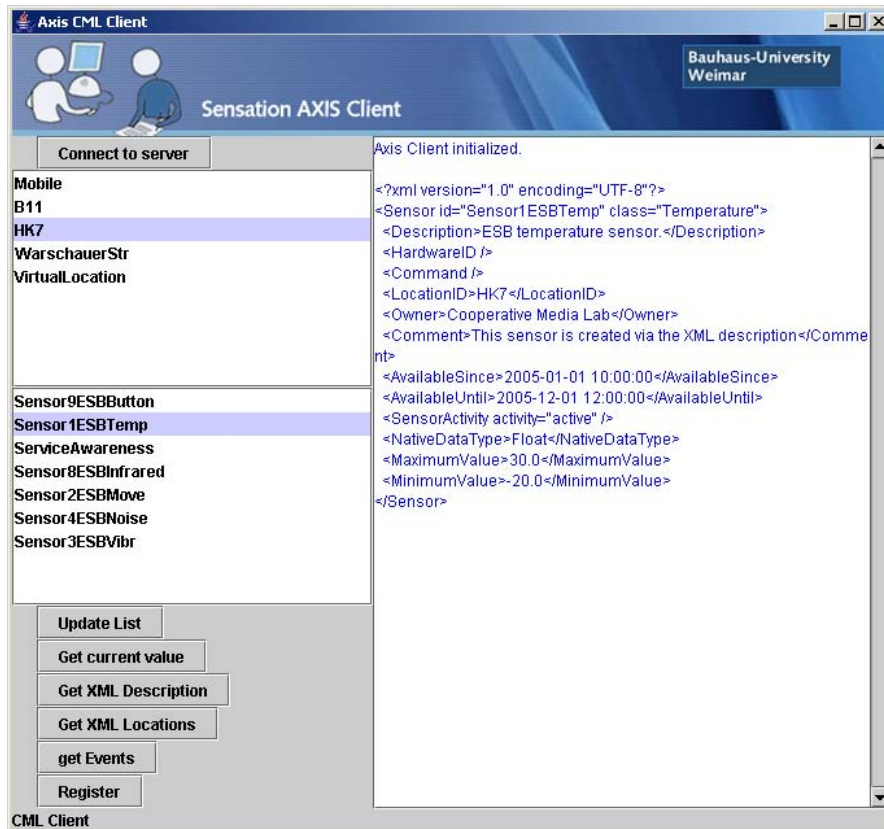 Axis CML Client
Bauhaus-University
Weimar
Sensation AXIS Client
Connect to server
Mobile
B11
HK7
WarschauerStr
VirtualLocation
Sensor9ESBButton
Sensor1ESBTemp
ServiceAwareness
Sensor8ESBInfrared
Sensor2ESBMove
Sensor4ESBNoise
Sensor3ESBVibr
Update List
Get current value
Get XML Description
Get XML Locations
get Events
Register
CML Client
Axis Client initialized.
<?xml version="1.0" encoding="UTF-8"?>
<Sensor id="Sensor1ESBTemp" class="Temperature">
<Description>ESB temperature sensor.</Description>
<HardwareID />
<Command />
<LocationID>HK7</LocationID>
<Owner>Cooperative Media Lab</Owner>
<Comment>This sensor is created via the XML description</Comme
nt>
<AvailableSince>2005-01-01 10:00:00</AvailableSince>
<AvailableUntil>2005-12-01 12:00:00</AvailableUntil>
<SensorActivity activity="active" />
<NativeDataType>Float</NativeDataType>
<MaximumValue>30.0</MaximumValue>
<MinimumValue>-20.0</MinimumValue>
</Sensor>